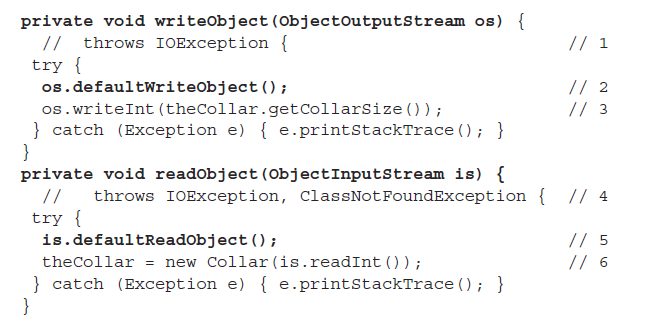 private void writeObject(ObjectOutputStream os) {
  //  throws IOException {                          // 1
 try {
  os.defaultWriteObject();                          // 2
  os.writeInt(theCollar.getCollarSize());           // 3
 } catch (Exception e) { e.printStackTrace(); }
}
private void readObject(ObjectInputStream is) {
  //   throws IOException, ClassNotFoundException {  // 4
 try {
  is.defaultReadObject();                           // 5
  theCollar = new Collar(is.readInt());             // 6
 } catch (Exception e) { e.printStackTrace(); }
}